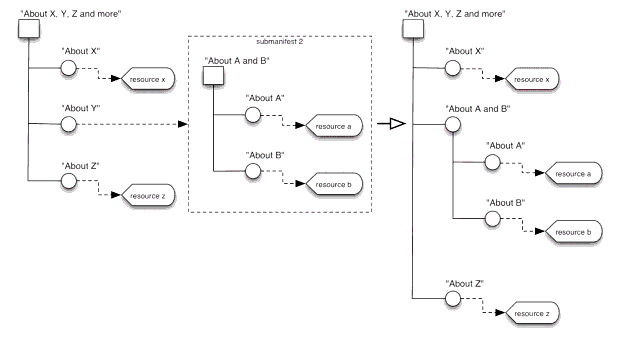 "About X, Y, Z and more"
"About X"
resource x
"About Y"
"About Z"
resource z
submanifest 2
"About A and B"
"About A"
resource a
"About B"
resource b
"About X, Y, Z and more"
"About X"
resource x
"About A and B"
"About A"
resource a
"About B"
resource b
"About Z"
resource z